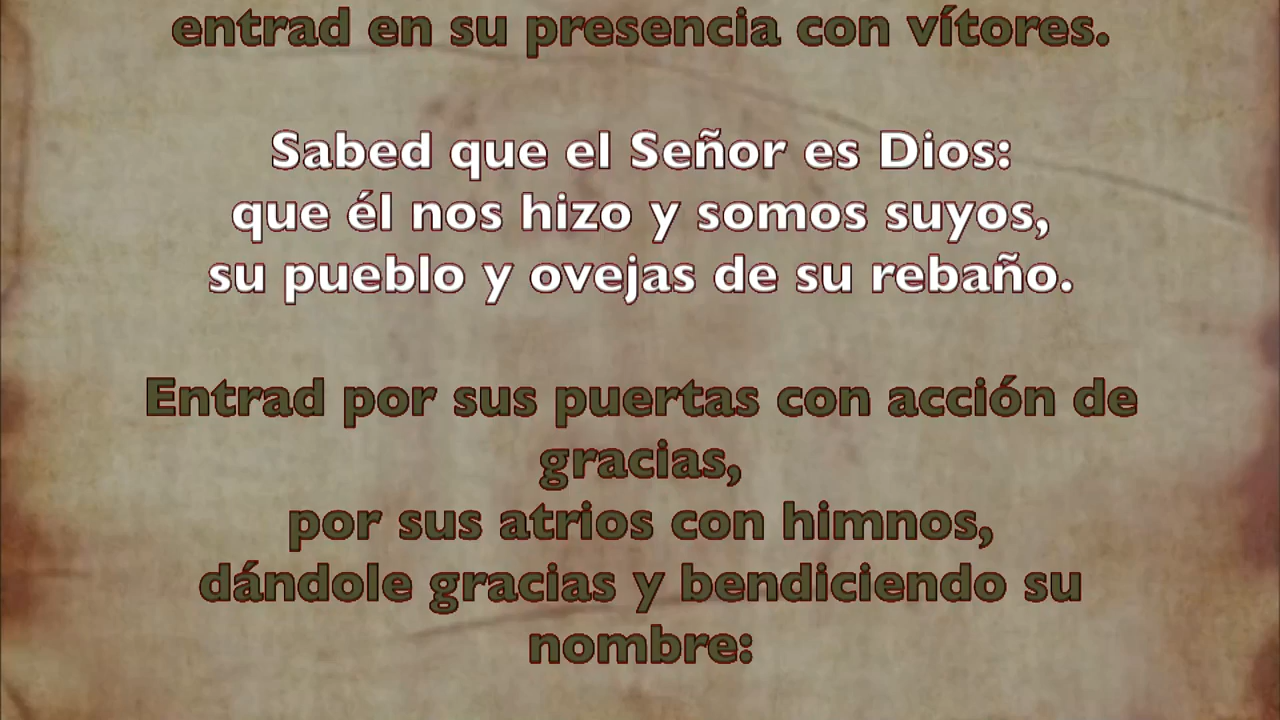 entrad en su presencia con vítores.
Sabed que el Señor es Dios:
que él nos hizo y somos suyos,
su pueblo y ovejas de su rebaño.
Entrad por sus puertas con acción de
gracias,
por sus atrios con himnos,
dándole gracias y bendiciendo su
nombre: